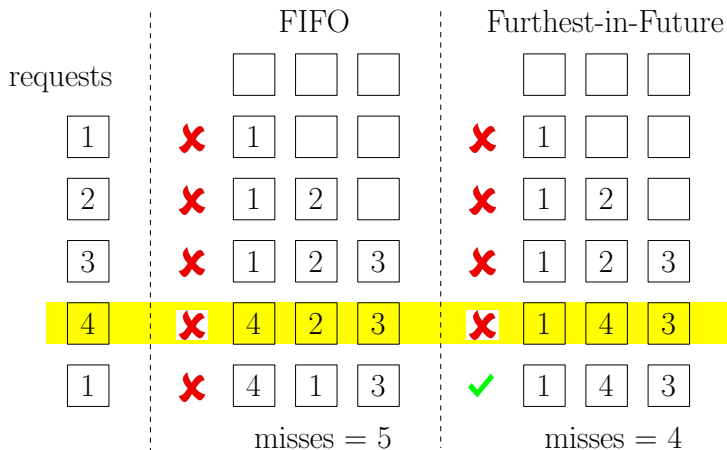 FIFO Furthest-in-Future
requests
1 1 1
2 1 2 1 2
3 1 2 3 1 2 3
4 4 2 3 1 4 3
1 4 1 3 1 4 3
misses = 5 misses = 4